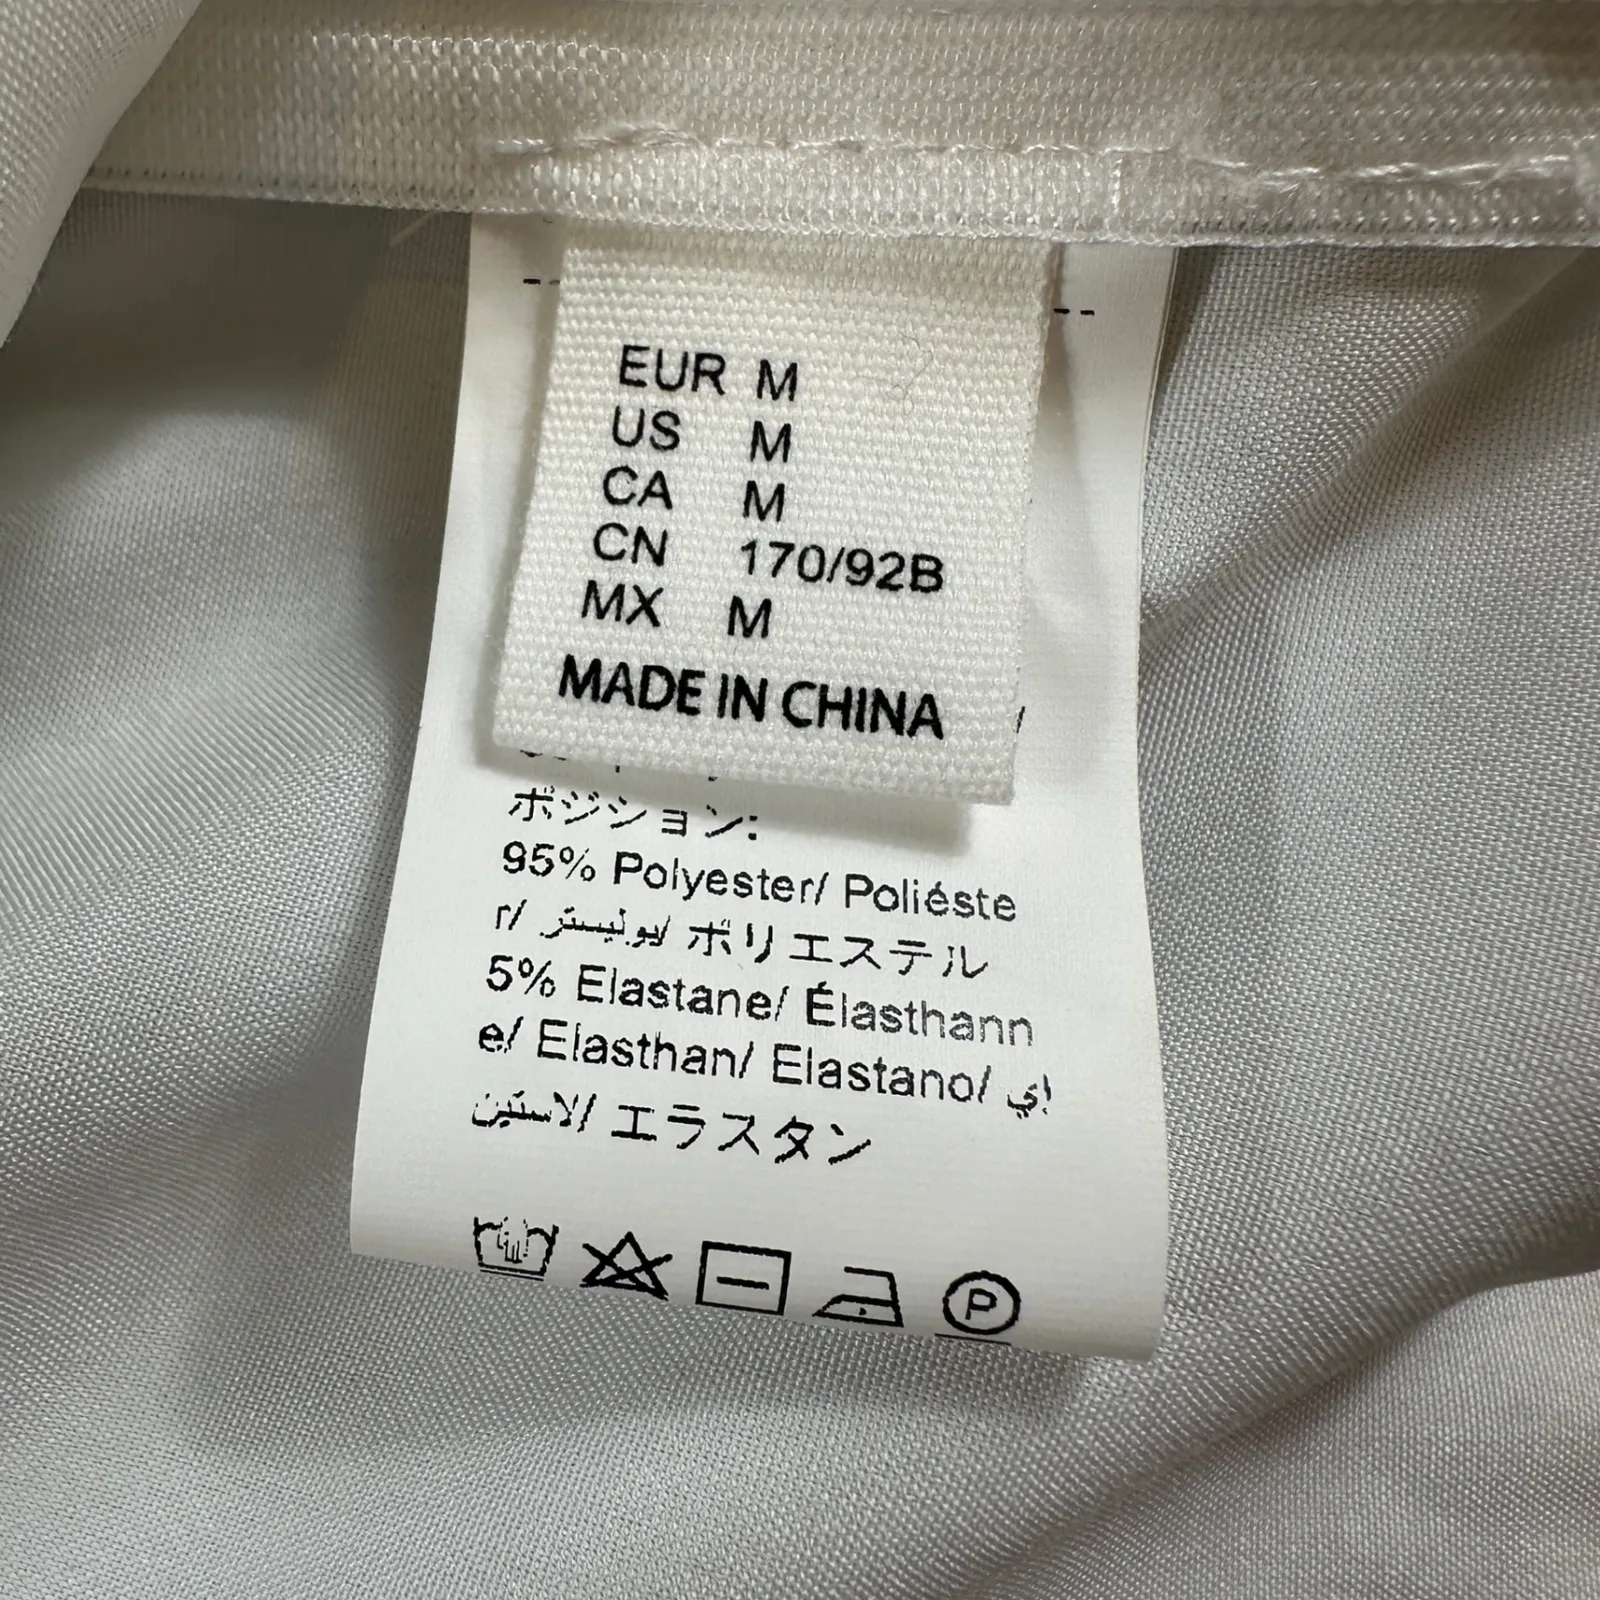 EUR M
US M
CA M
CN 170/92B
MX M
MADE IN CHINA
ポジション:
95% Polyester/ Poliéste
r/ بوليستر/ ポリエステル
5% Elastane/ Élasthann
e/ Elasthan/ Elastano/ إي
لاستين/ エラスタン
P